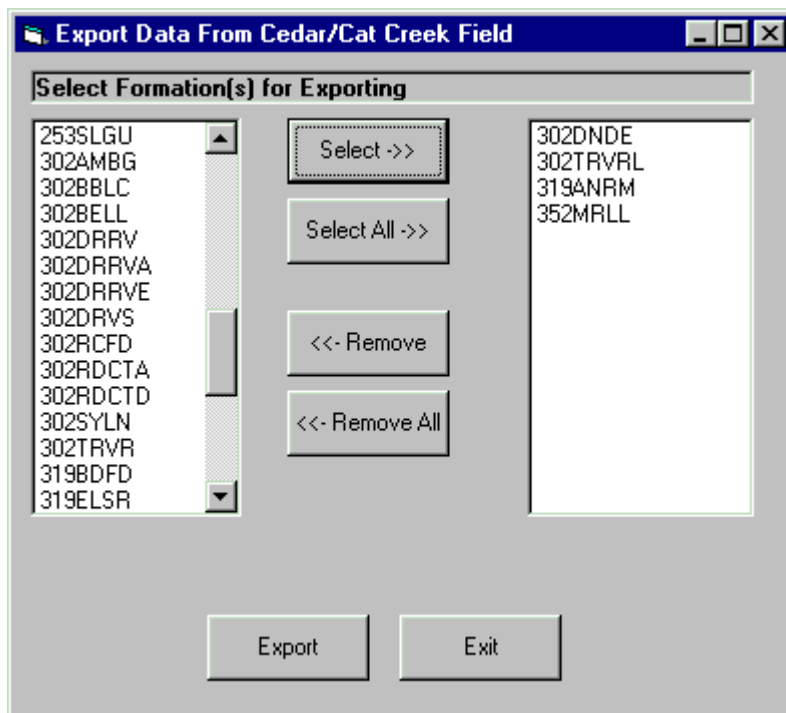 Export Data From Cedar/Cat Creek Field
Select Formation(s) for Exporting
253SLGU
302AMBG
302BBLC
302BELL
302DRRV
302DRRVA
302DRRVE
302DRVS
302RCFD
302RDCTA
302RDCTD
302SYLN
302TRVR
319BDFD
319ELSR
Select ->>
Select All ->>
<<- Remove
<<- Remove All
302DNDE
302TRVRL
319ANRM
352MRLL
Export
Exit